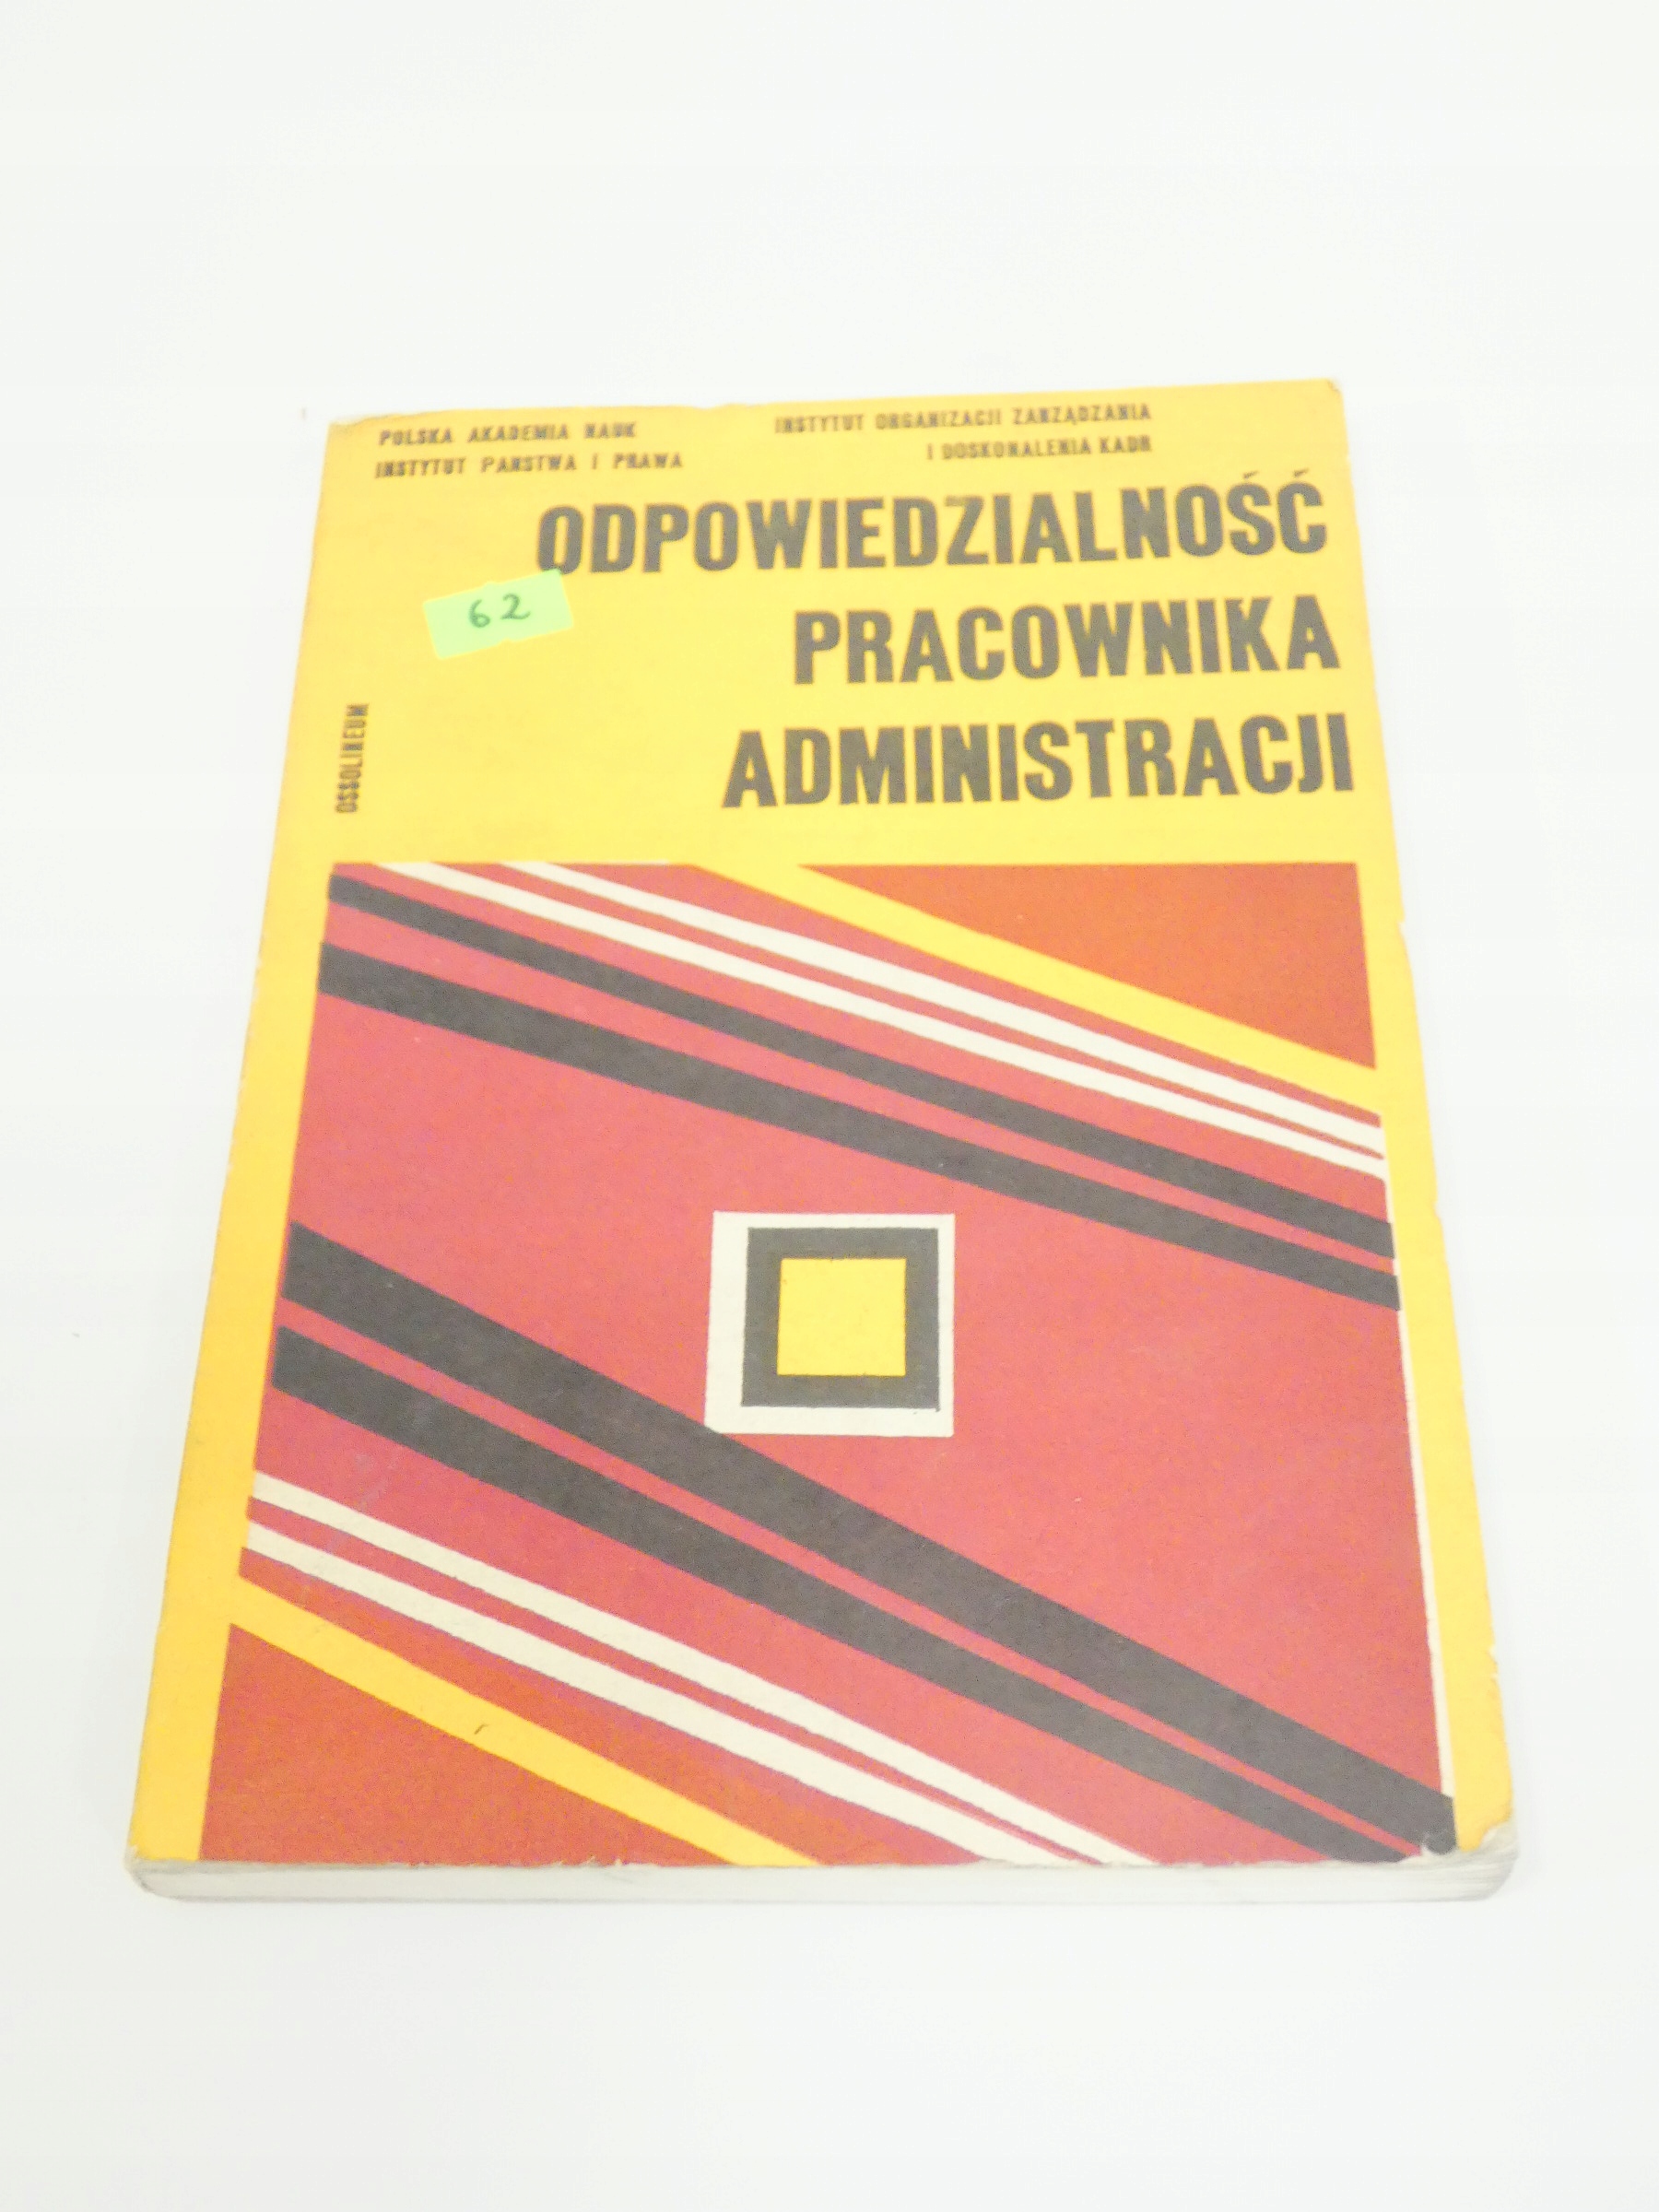 POLSKA AKADEMIA NAUK
INSTYTUT PAŃSTWA I PRAWA
INSTYTUT ORGANIZACJI ZARZĄDZANIA
I DOSKONALENIA KADR
ODPOWIEDZIALNOŚĆ
PRACOWNIKA
ADMINISTRACJI
62
OSSOLINEUM